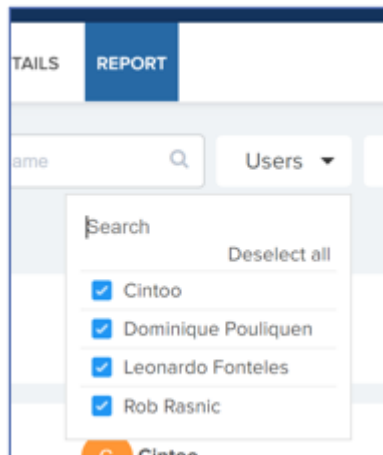 TAILS REPORT
ame Users
Search
Deselect all
Cintoo
Dominique Pouliquen
Leonardo Fonteles
Rob Rasnic
C Cintoo